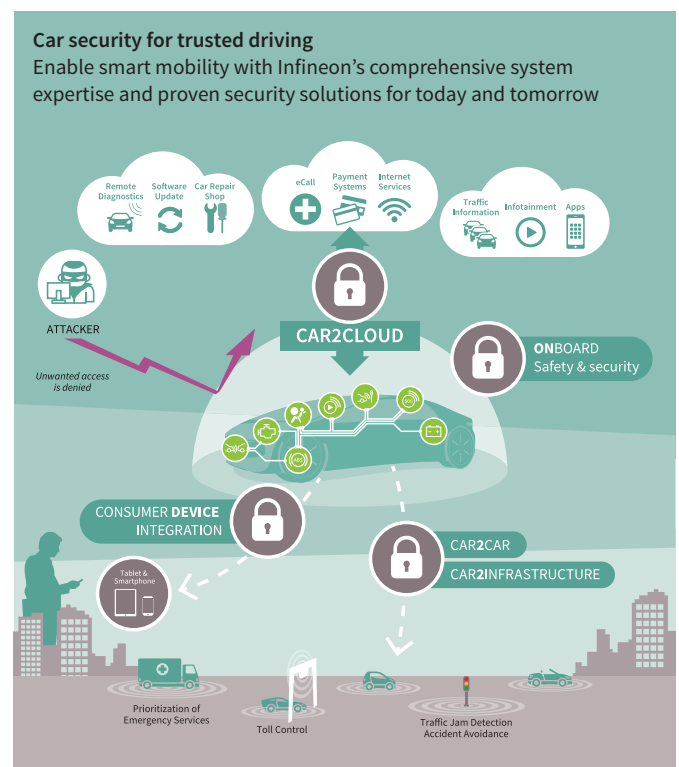 Car security for trusted driving
Enable smart mobility with Infineon's comprehensive system
expertise and proven security solutions for today and tomorrow
Remote
Diagnostics
Software
Update
Car Repair
Shop
eCall
Payment
Systems
Internet
Services
Traffic
Information
Infotainment
Apps
ATTACKER
Unwanted access
is denied
CAR2CLOUD
ONBOARD
Safety & security
SOS
ABS
CONSUMER DEVICE
INTEGRATION
Tablet &
Smartphone
CAR2CAR
CAR2INFRASTRUCTURE
Prioritization of
Emergency Services
Toll Control
Traffic Jam Detection
Accident Avoidance